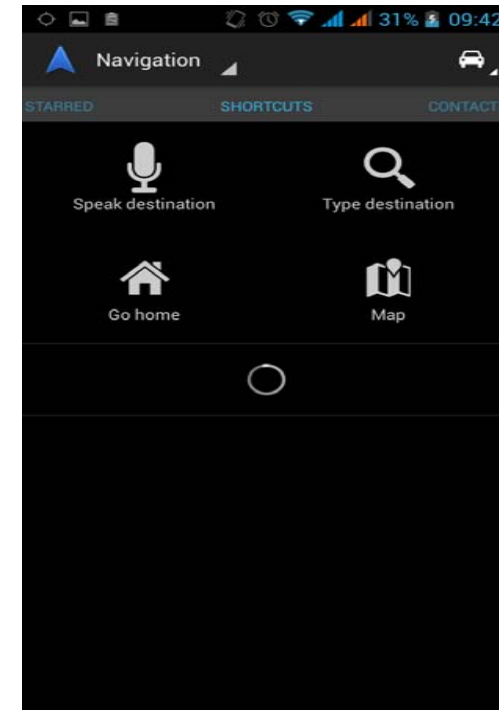 31% 09:42
Navigation
STARRED SHORTCUTS CONTACT
Speak destination Type destination
Go home Map